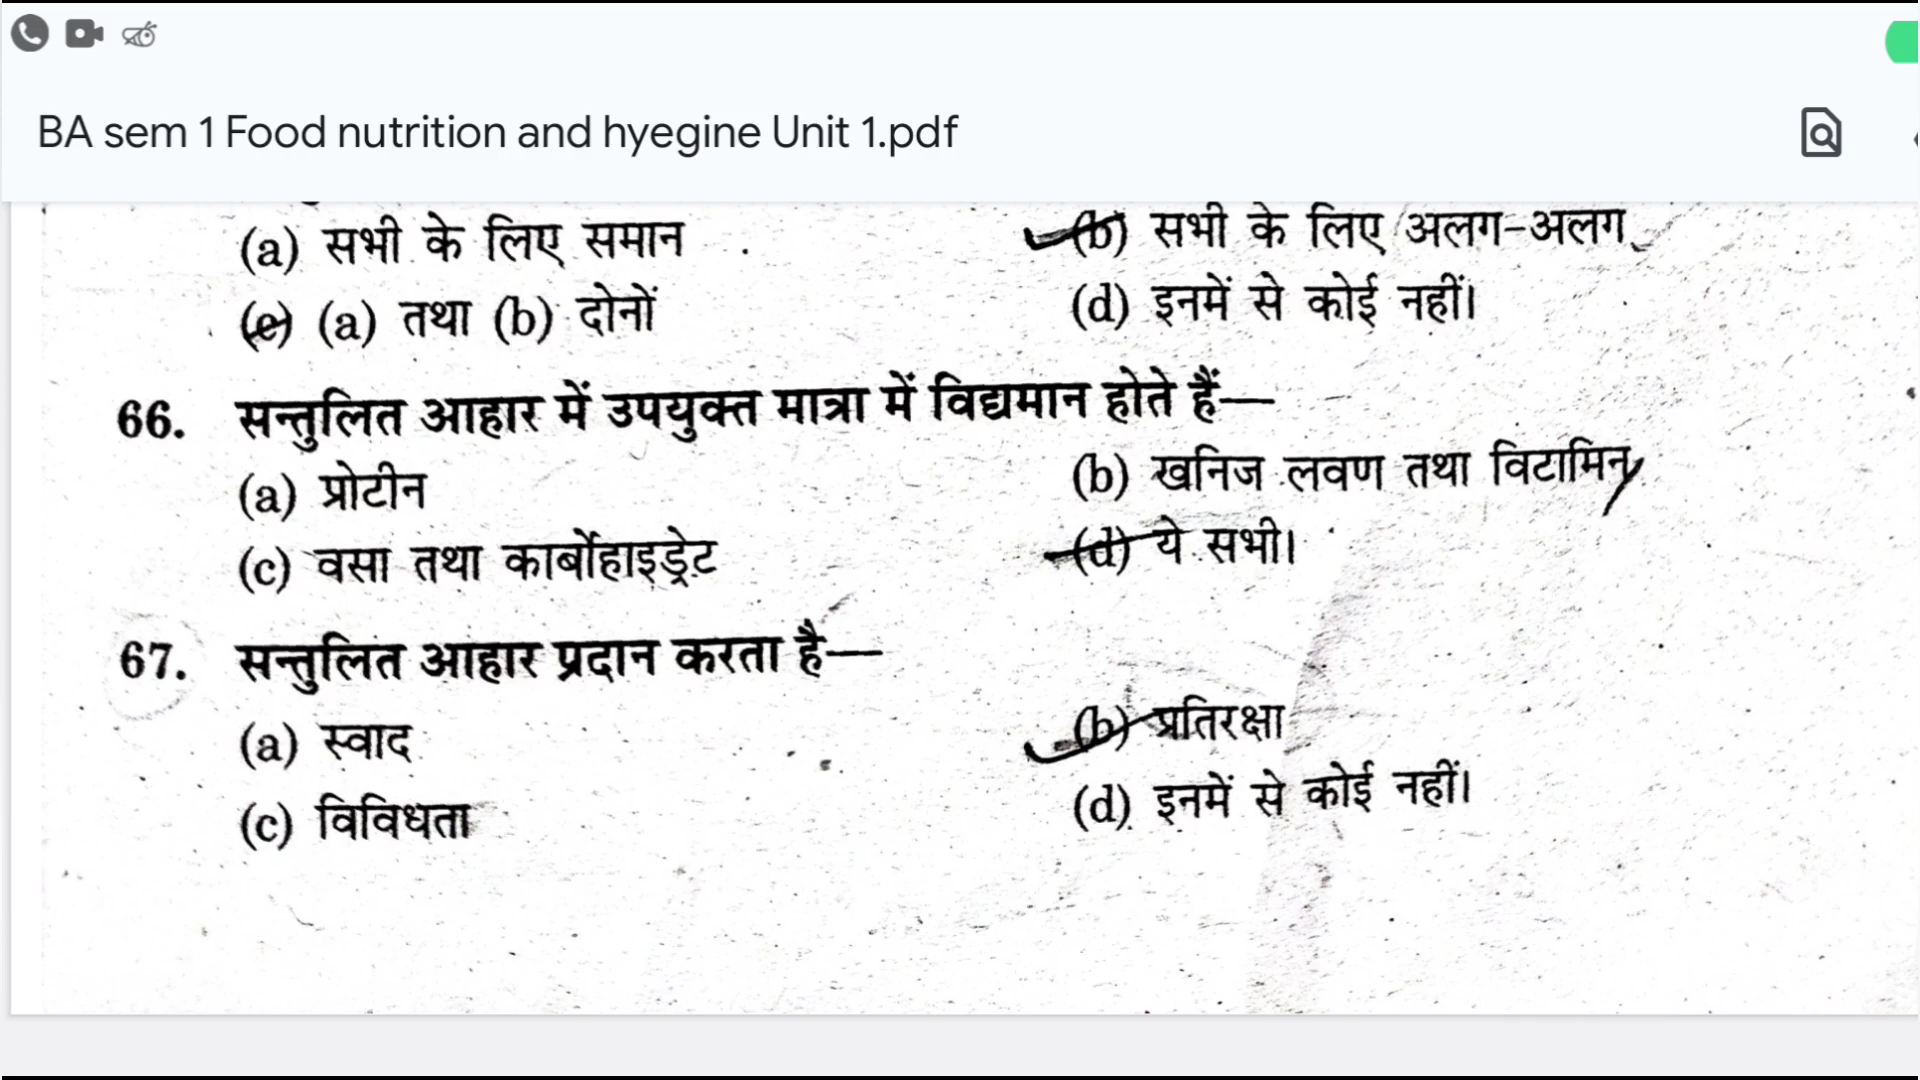 BA sem 1 Food nutrition and hyegine Unit 1.pdf
(a) सभी के लिए समान (b) सभी के लिए अलग-अलग
(c) (a) तथा (b) दोनों (d) इनमें से कोई नहीं।
66. सन्तुलित आहार में उपयुक्त मात्रा में विद्यमान होते हैं—
(a) प्रोटीन (b) खनिज लवण तथा विटामिन
(c) वसा तथा कार्बोहाइड्रेट (d) ये सभी।
67. सन्तुलित आहार प्रदान करता है—
(a) स्वाद (b) प्रतिरक्षा
(c) विविधता (d) इनमें से कोई नहीं।